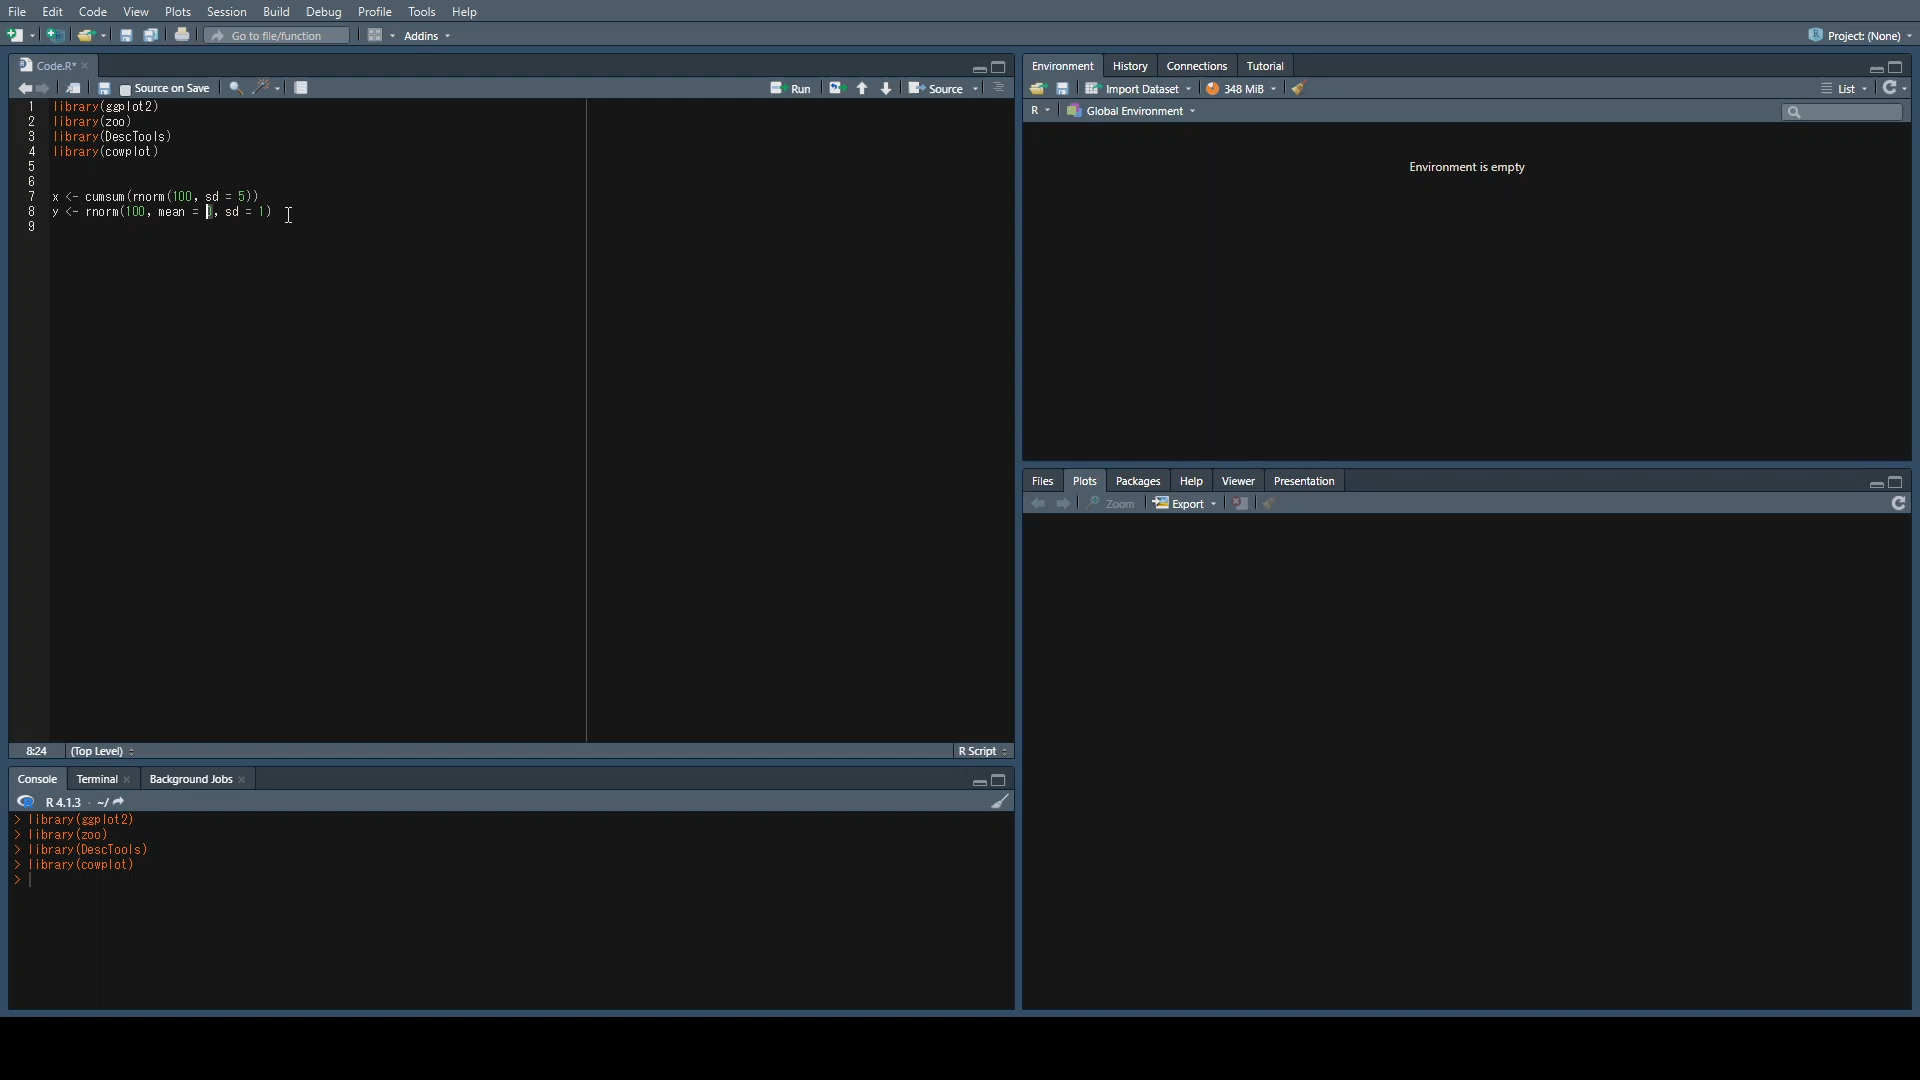 File Edit Code View Plots Session Build Debug Profile Tools Help
Go to file/function Addins Project: (None)
Code.R*
Source on Save Run Source
1 library(ggplot2)
2 library(zoo)
3 library(DescTools)
4 library(cowplot)
5
6
7 x <- cumsum(rnorm(100, sd = 5))
8 y <- rnorm(100, mean = 0, sd = 1)
9
8:24 (Top Level) R Script
Console Terminal Background Jobs
R 4.1.3 · ~/
> library(ggplot2)
> library(zoo)
> library(DescTools)
> library(cowplot)
>
Environment History Connections Tutorial
Import Dataset 348 MiB List
R Global Environment
Environment is empty
Files Plots Packages Help Viewer Presentation
Zoom Export